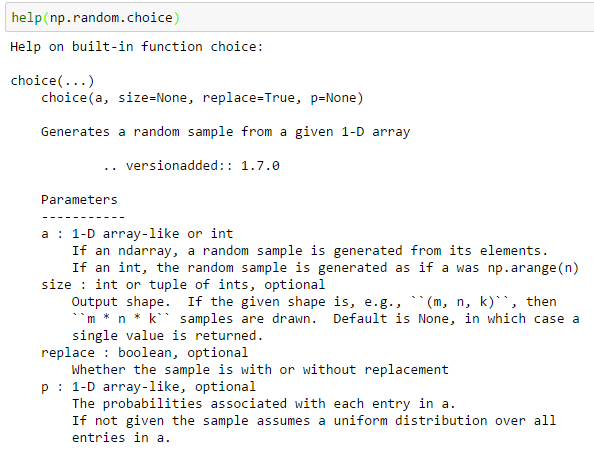 help(np.random.choice)
Help on built-in function choice:
choice(...)
choice(a, size=None, replace=True, p=None)
Generates a random sample from a given 1-D array
.. versionadded:: 1.7.0
Parameters
-----------
a : 1-D array-like or int
If an ndarray, a random sample is generated from its elements.
If an int, the random sample is generated as if a was np.arange(n)
size : int or tuple of ints, optional
Output shape.  If the given shape is, e.g., ``(m, n, k)``, then
``m * n * k`` samples are drawn.  Default is None, in which case a
single value is returned.
replace : boolean, optional
Whether the sample is with or without replacement
p : 1-D array-like, optional
The probabilities associated with each entry in a.
If not given the sample assumes a uniform distribution over all
entries in a.